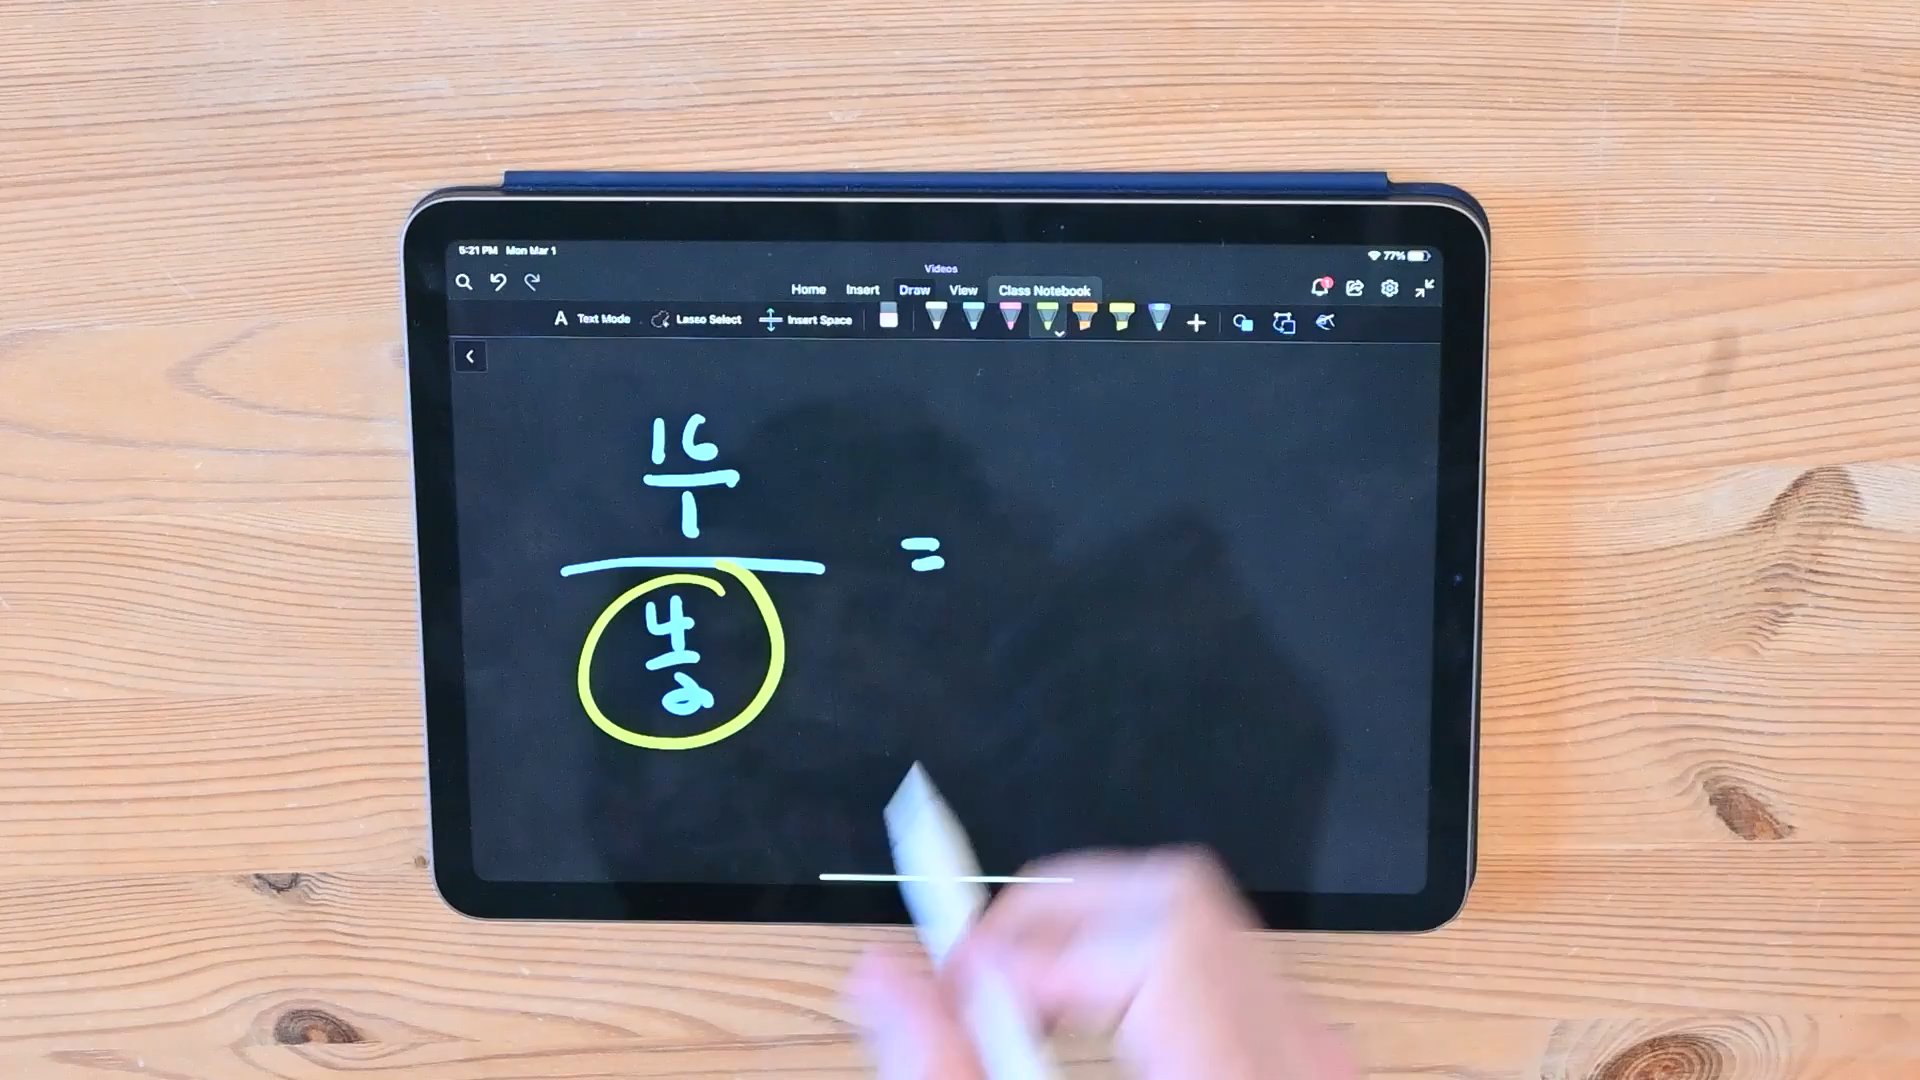 5:21 PM Mon Mar 1
77%
Videos
Home Insert Draw View Class Notebook
A Text Mode Lasso Select Insert Space
16
1
=
4
2